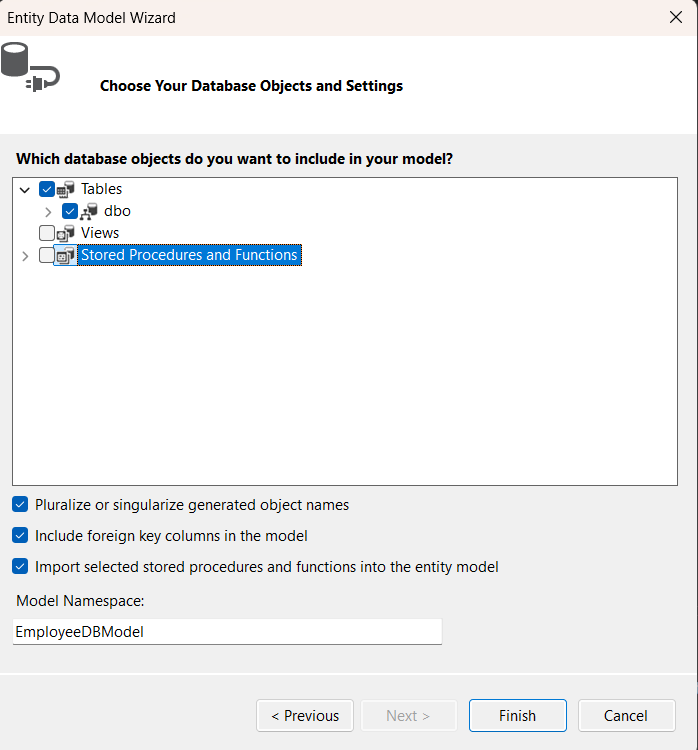 Entity Data Model Wizard
Choose Your Database Objects and Settings
Which database objects do you want to include in your model?
Tables
dbo
Views
Stored Procedures and Functions
Pluralize or singularize generated object names
Include foreign key columns in the model
Import selected stored procedures and functions into the entity model
Model Namespace:
EmployeeDBModel
< Previous Next > Finish Cancel